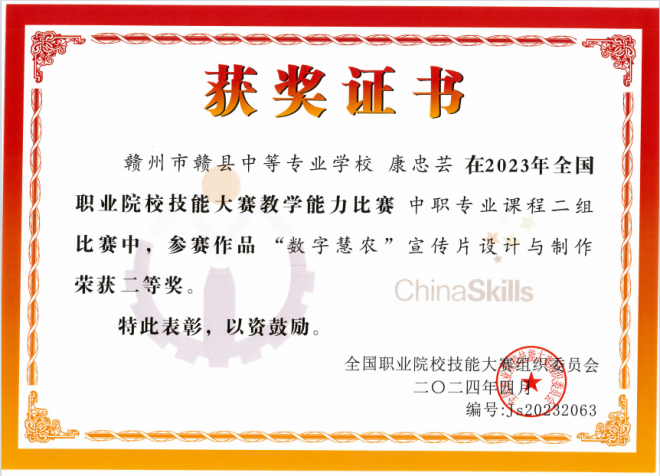 获奖证书
赣州市赣县中等专业学校 康忠芸 在2023年全国
职业院校技能大赛教学能力比赛 中职专业课程二组
比赛中，参赛作品 “数字慧农”宣传片设计与制作
荣获二等奖。
ChinaSkills
特此表彰，以资鼓励。
全国职业院校技能大赛组织委员会
二〇二四年四月
编号:Js20232063